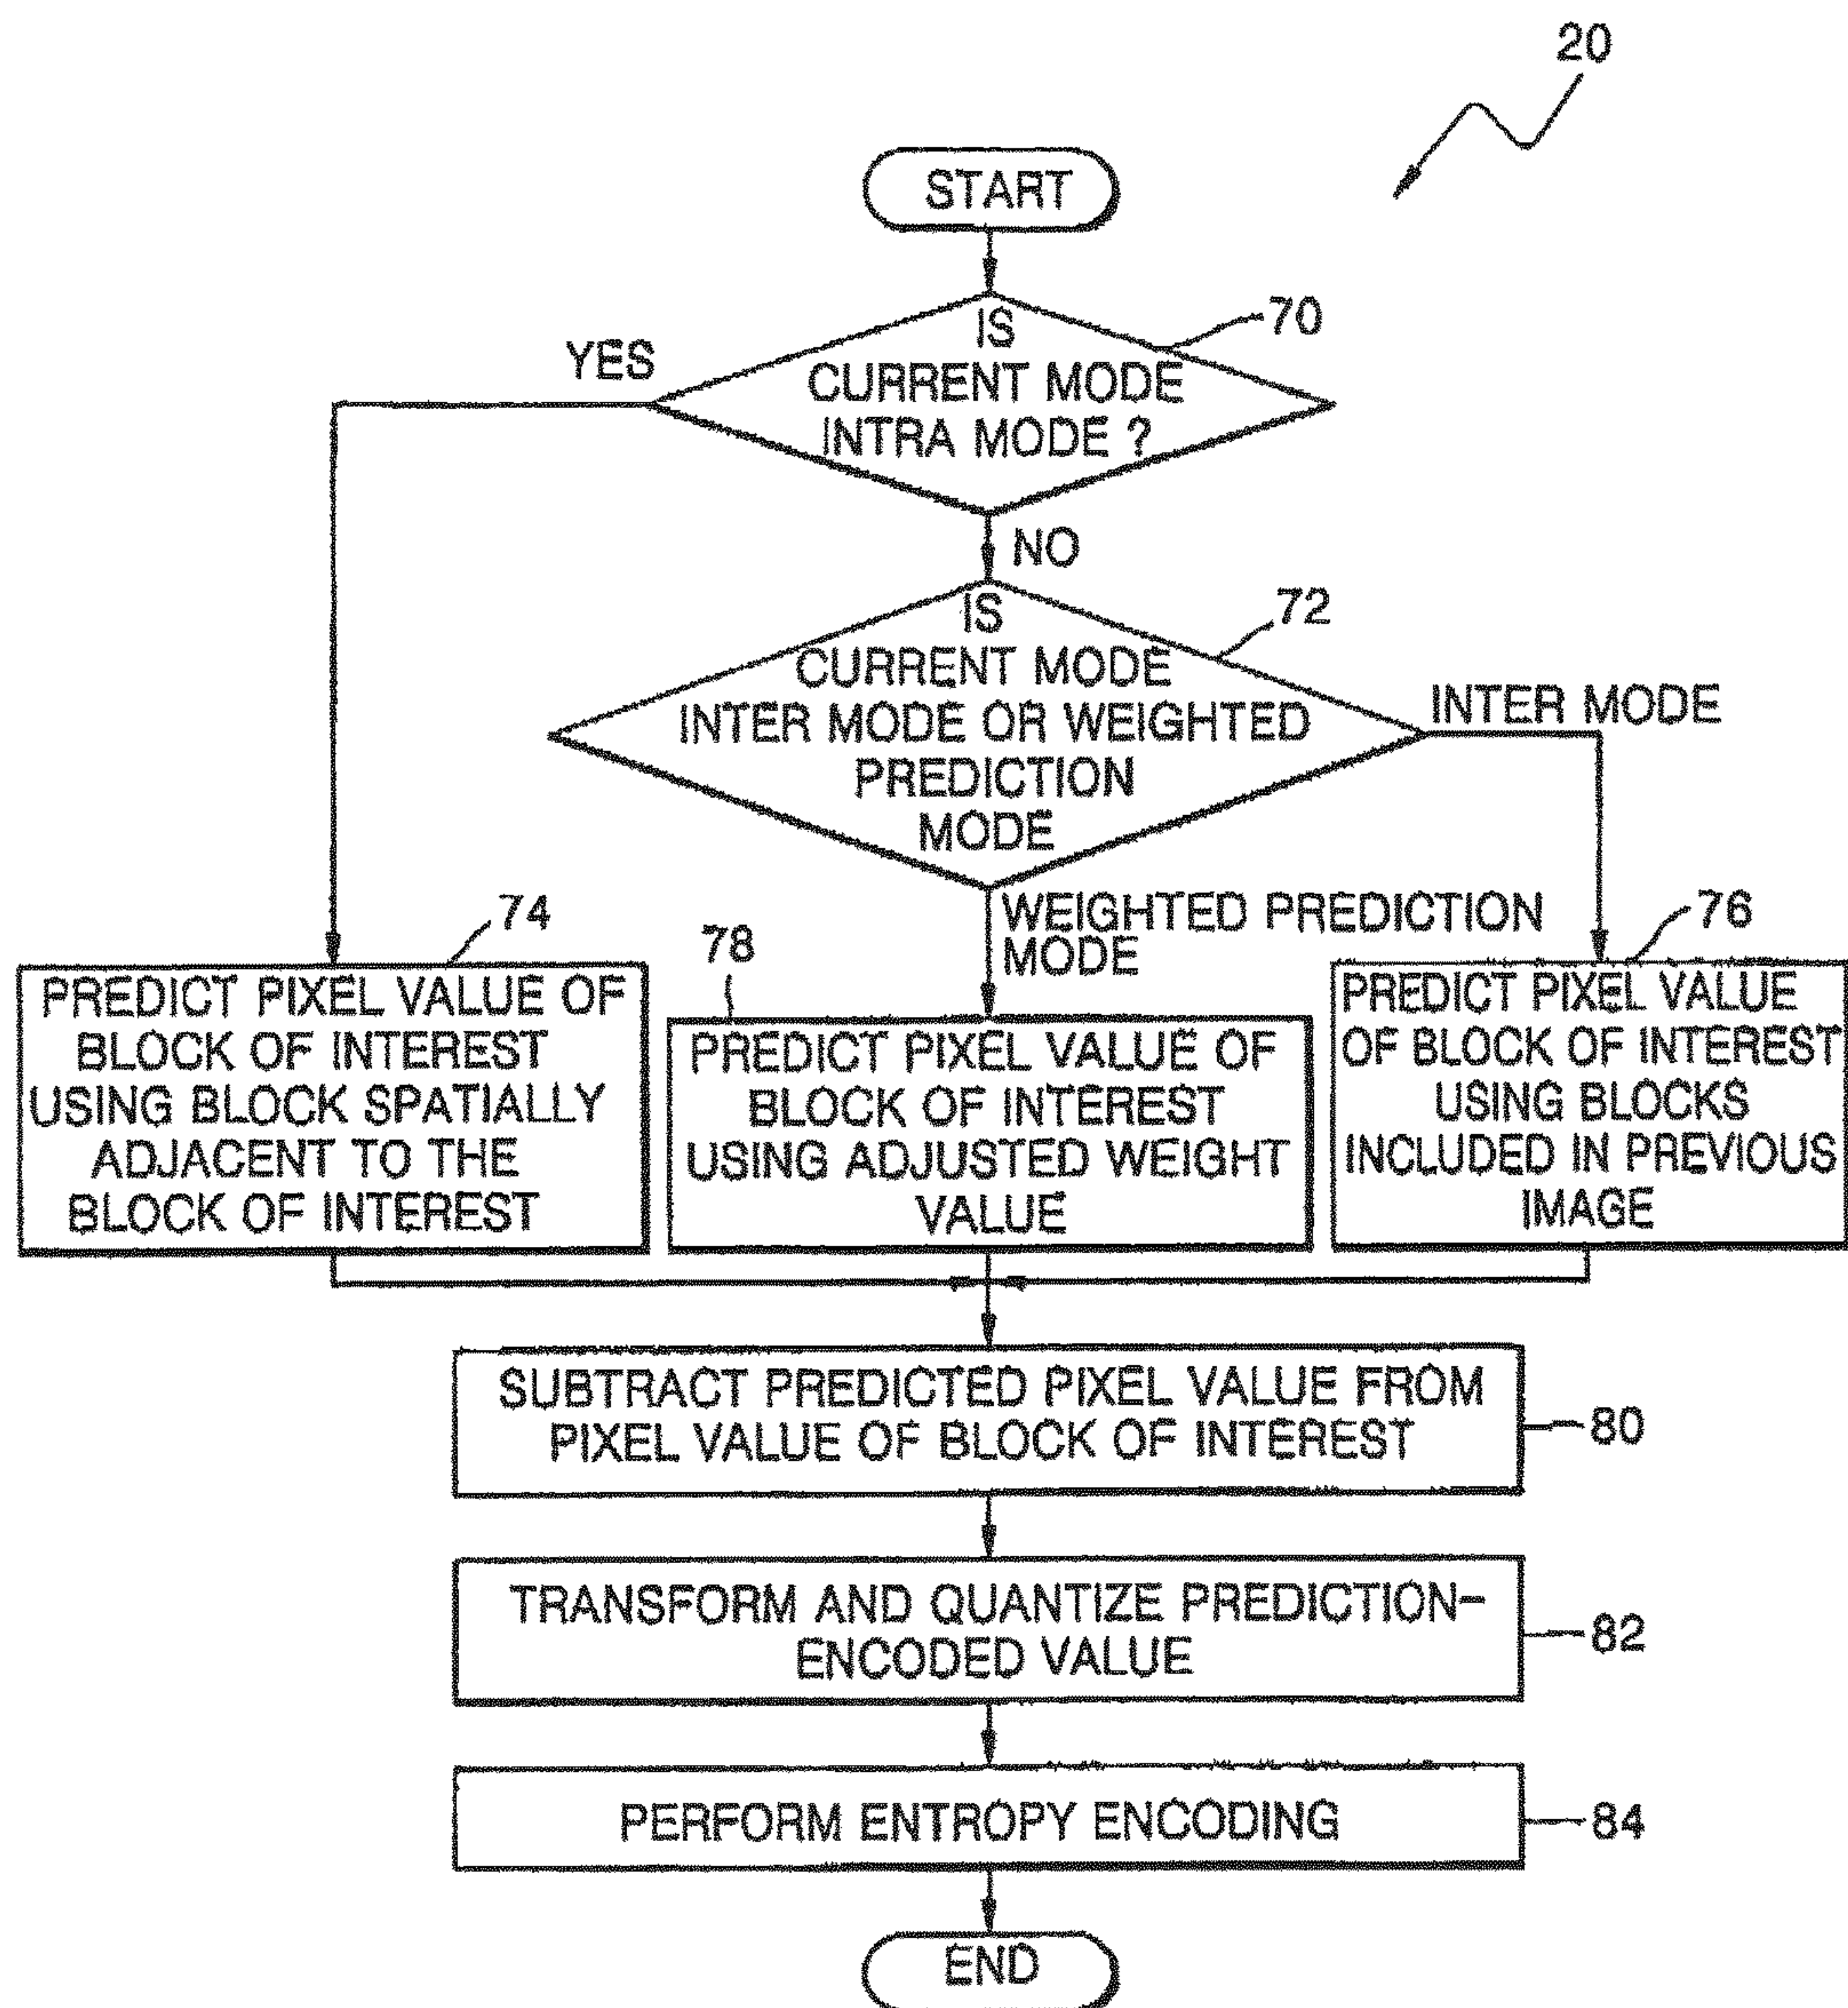 20
START
70
IS
CURRENT MODE
INTRA MODE ?
YES
NO
72
IS
CURRENT MODE
INTER MODE OR WEIGHTED
PREDICTION
MODE
INTER MODE
WEIGHTED PREDICTION
MODE
74
PREDICT PIXEL VALUE OF
BLOCK OF INTEREST
USING BLOCK SPATIALLY
ADJACENT TO THE
BLOCK OF INTEREST
78
PREDICT PIXEL VALUE OF
BLOCK OF INTEREST
USING ADJUSTED WEIGHT
VALUE
76
PREDICT PIXEL VALUE
OF BLOCK OF INTEREST
USING BLOCKS
INCLUDED IN PREVIOUS
IMAGE
SUBTRACT PREDICTED PIXEL VALUE FROM
PIXEL VALUE OF BLOCK OF INTEREST
80
TRANSFORM AND QUANTIZE PREDICTION-
ENCODED VALUE
82
PERFORM ENTROPY ENCODING
84
END